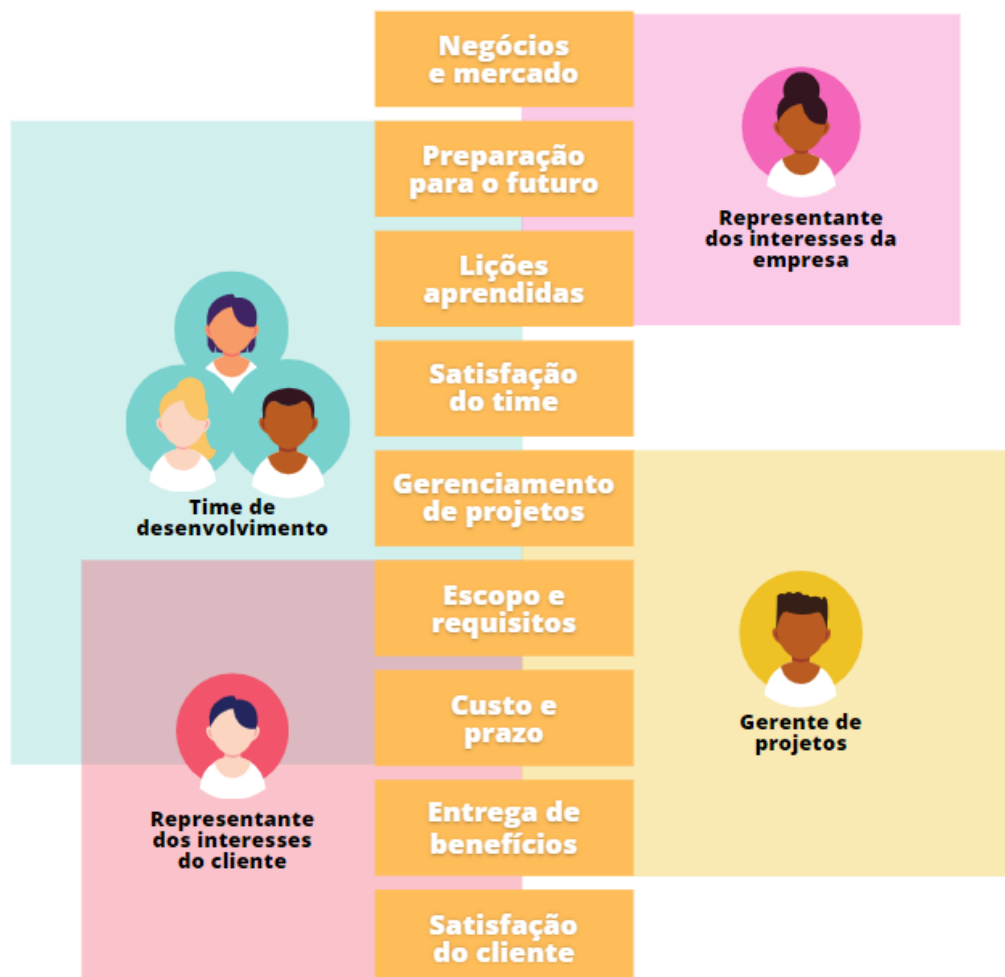 Negócios
e mercado
Preparação
para o futuro
Lições
aprendidas
Satisfação
do time
Gerenciamento
de projetos
Escopo e
requisitos
Custo e
prazo
Entrega de
benefícios
Satisfação
do cliente
Representante
dos interesses da
empresa
Time de
desenvolvimento
Gerente de
projetos
Representante
dos interesses
do cliente